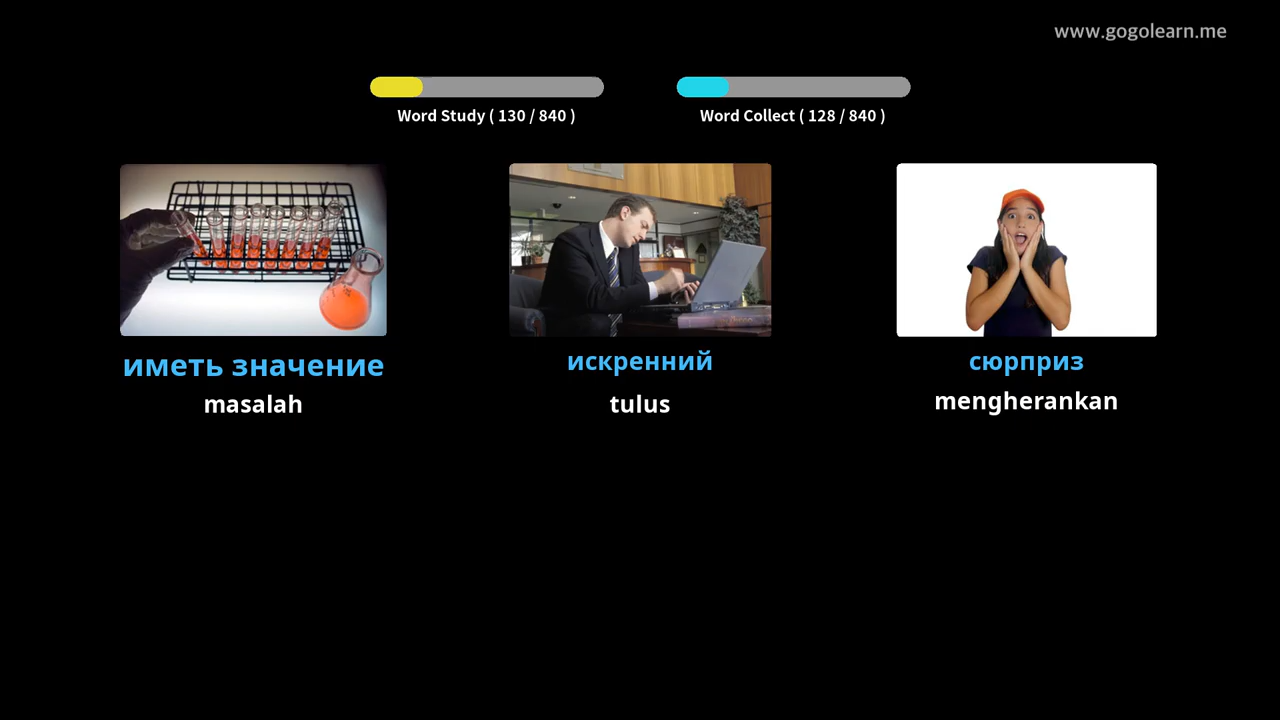 www.gogolearn.me
Word Study ( 130 / 840 )
Word Collect ( 128 / 840 )
иметь значение
искренний
сюрприз
masalah
tulus
mengherankan